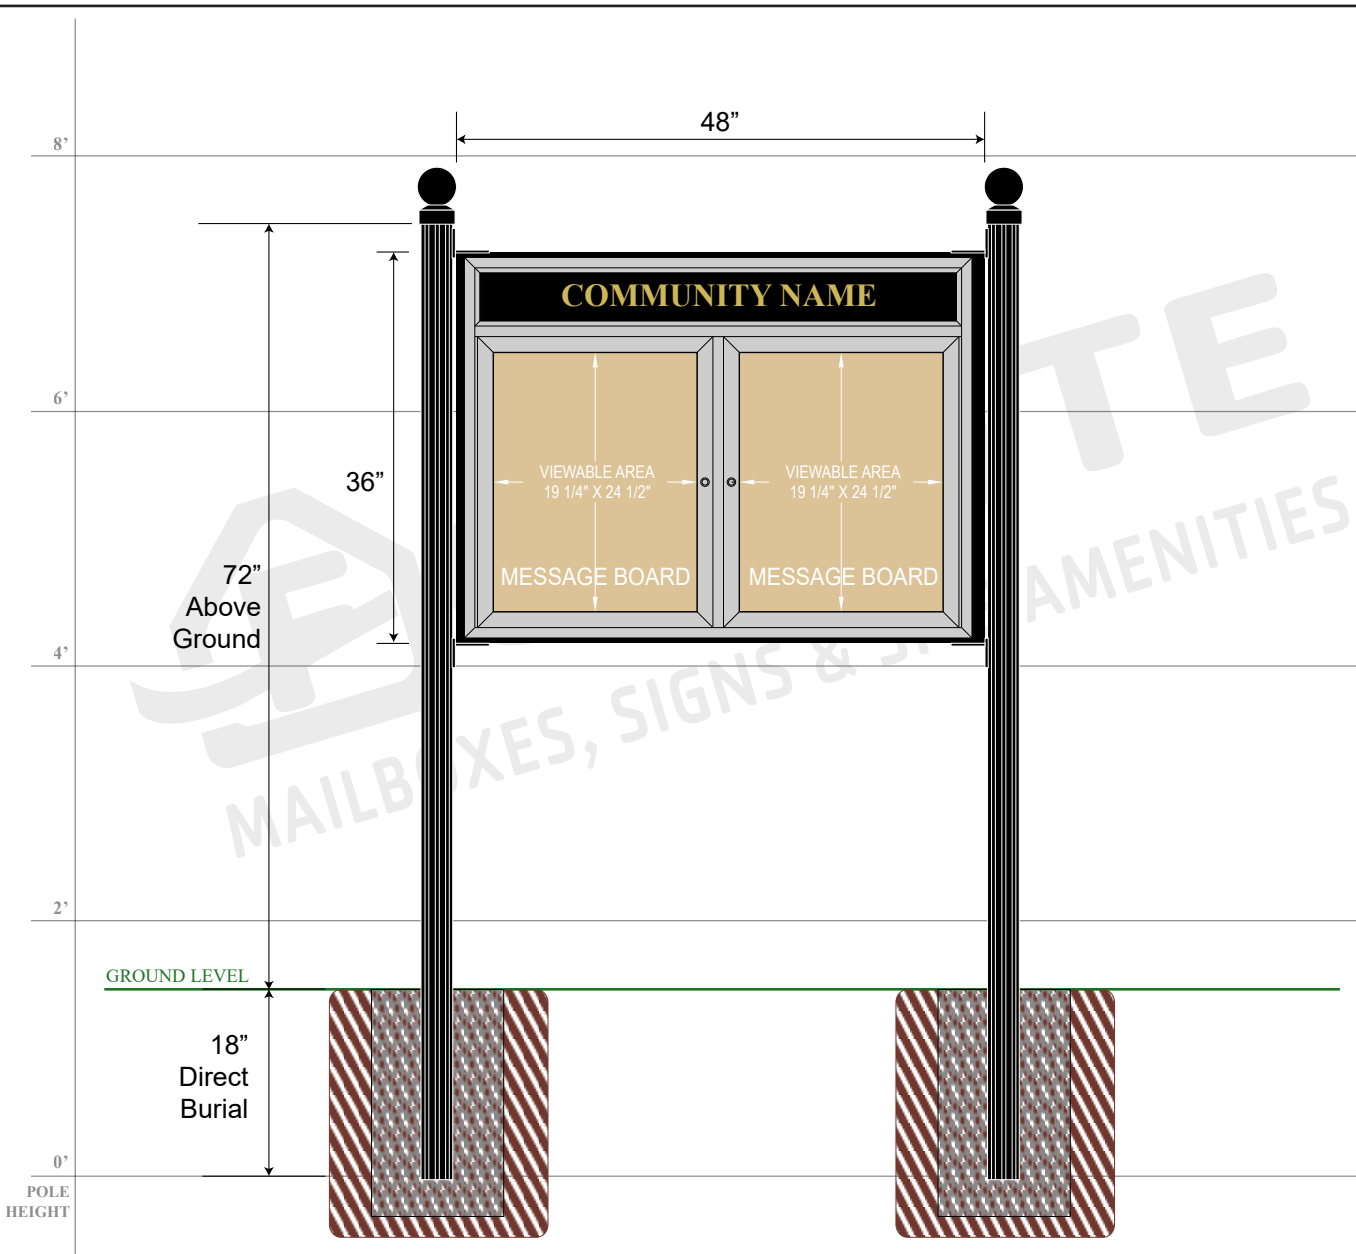 48”
8’
COMMUNITY NAME
6’
36”
VIEWABLE AREA
19 1/4" X 24 1/2"
VIEWABLE AREA
19 1/4" X 24 1/2"
MESSAGE BOARD
MESSAGE BOARD
72”
Above
Ground
4’
TE
AMENITIES
MAILBOXES, SIGNS & S
2’
GROUND LEVEL
18”
Direct
Burial
0’
POLE
HEIGHT